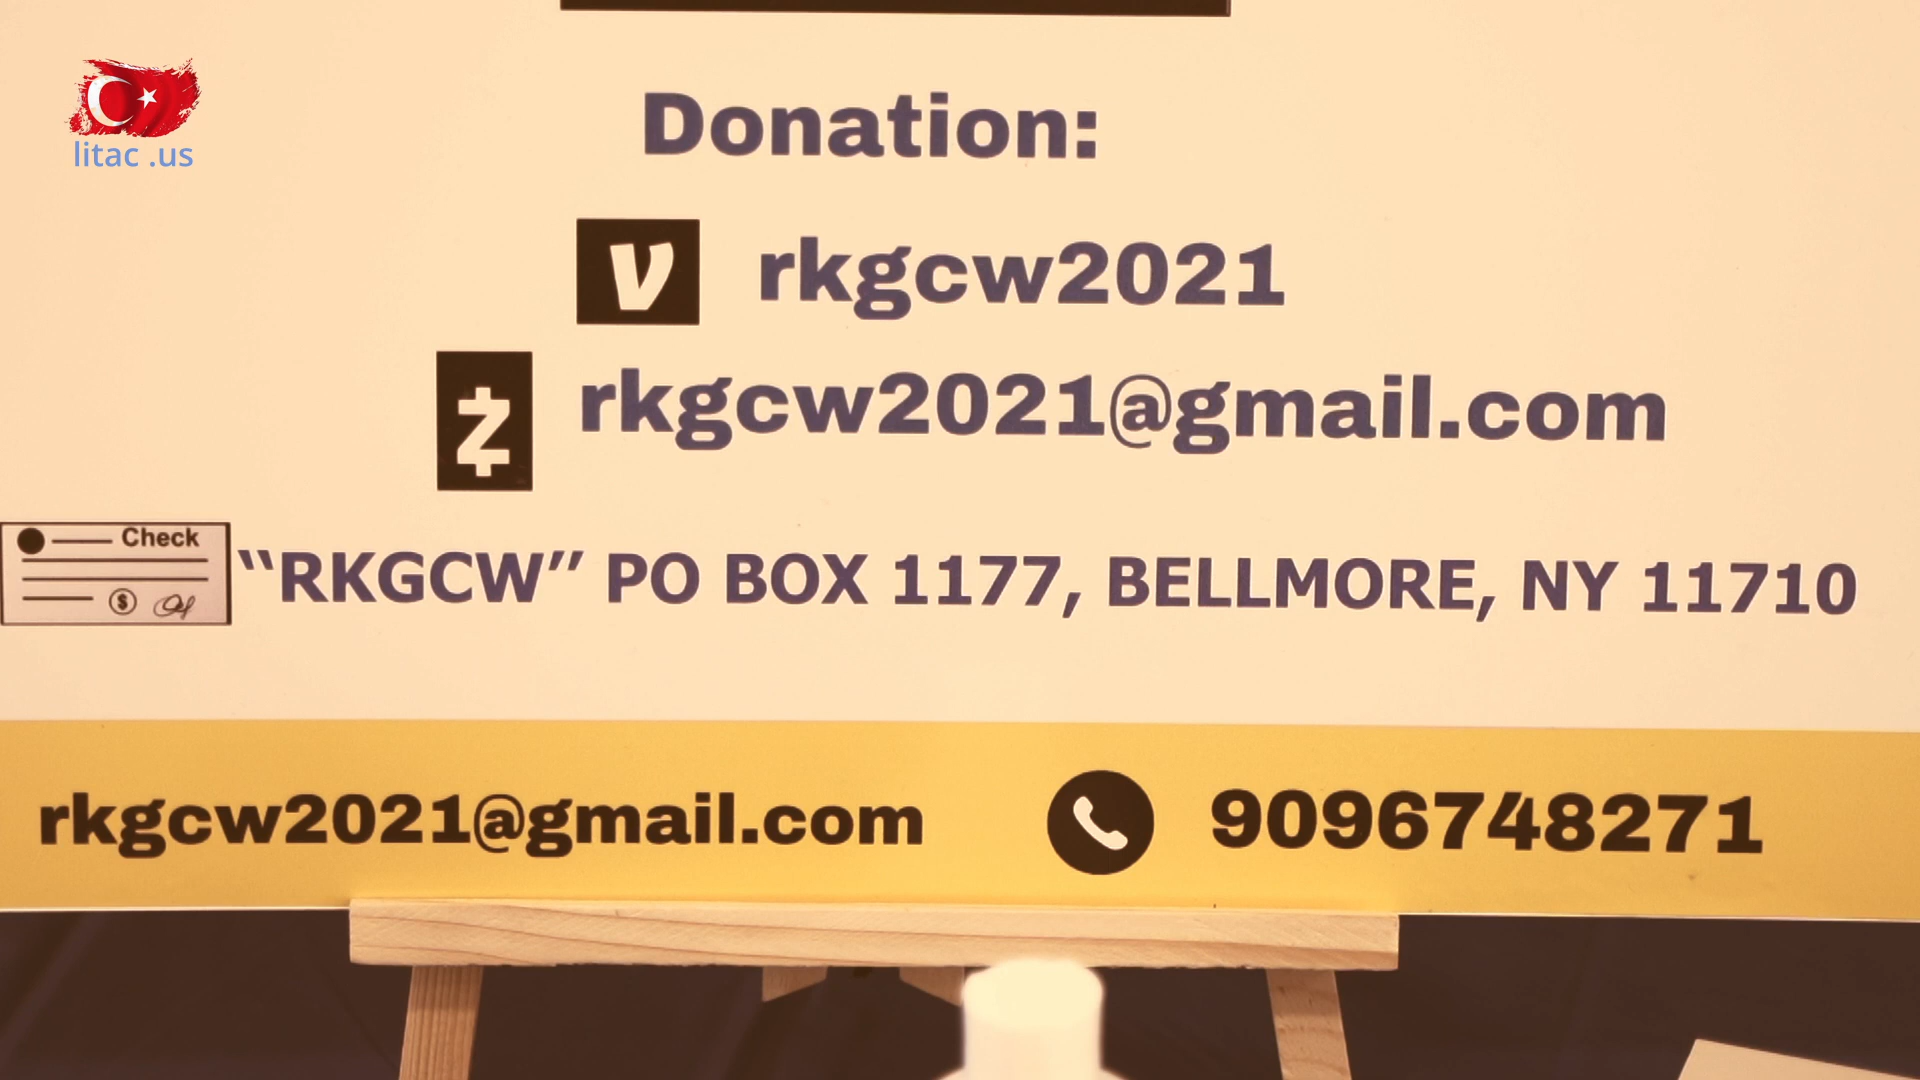 litac .us
Donation:
V rkgcw2021
Z rkgcw2021@gmail.com
Check
$
“RKGCW” PO BOX 1177, BELLMORE, NY 11710
rkgcw2021@gmail.com 9096748271